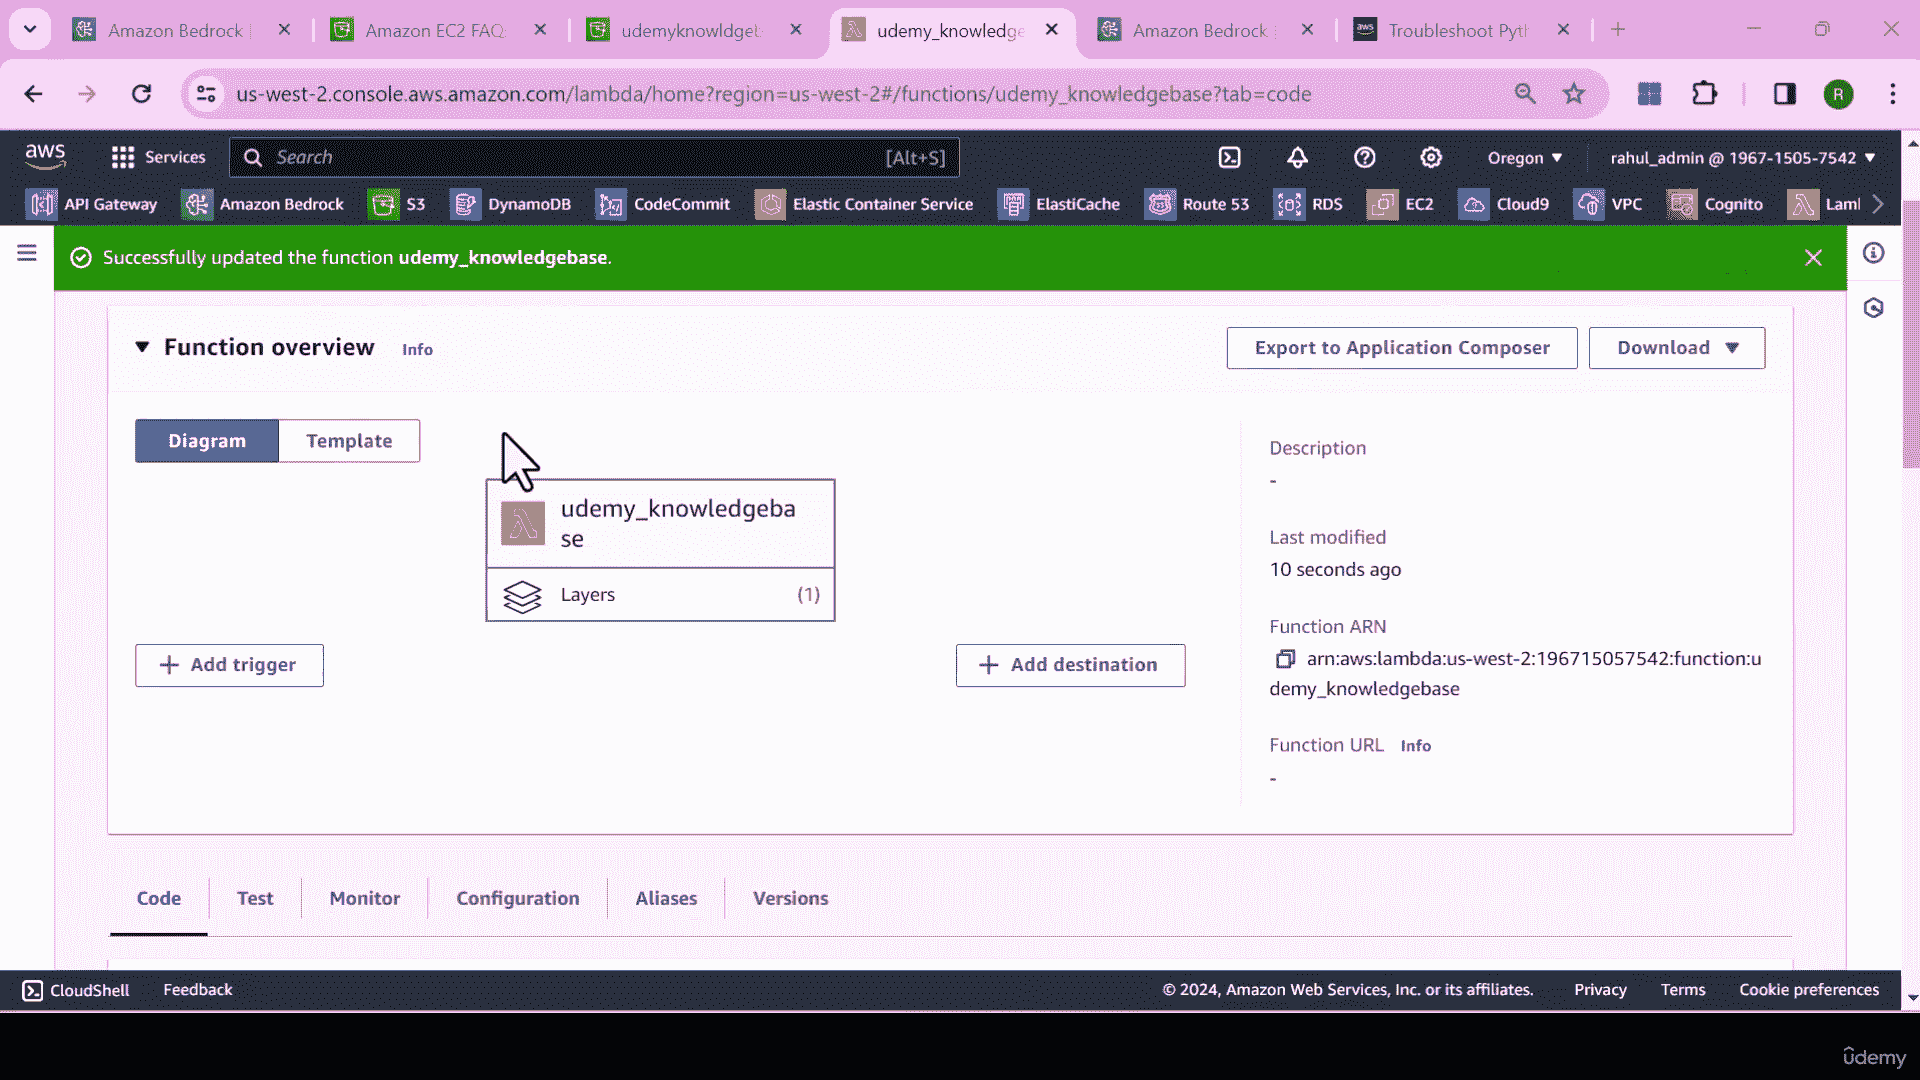 Amazon Bedrock
Amazon EC2 FAQ
udemyknowldge
udemy_knowledge
Amazon Bedrock
aws
Troubleshoot Pyth
us-west-2.console.aws.amazon.com/lambda/home?region=us-west-2#/functions/udemy_knowledgebase?tab=code
R
aws
Services
Search
[Alt+S]
Oregon
rahul_admin @ 1967-1505-7542
API Gateway
Amazon Bedrock
S3
DynamoDB
CodeCommit
Elastic Container Service
ElastiCache
Route 53
RDS
EC2
Cloud9
VPC
Cognito
Laml
Successfully updated the function udemy_knowledgebase.
Function overview
Info
Export to Application Composer
Download
Diagram
Template
udemy_knowledgeba
se
Layers
(1)
Add trigger
Add destination
Description
-
Last modified
10 seconds ago
Function ARN
arn:aws:lambda:us-west-2:196715057542:function:u
demy_knowledgebase
Function URL Info
-
Code
Test
Monitor
Configuration
Aliases
Versions
CloudShell
Feedback
© 2024, Amazon Web Services, Inc. or its affiliates.
Privacy
Terms
Cookie preferences
udemy